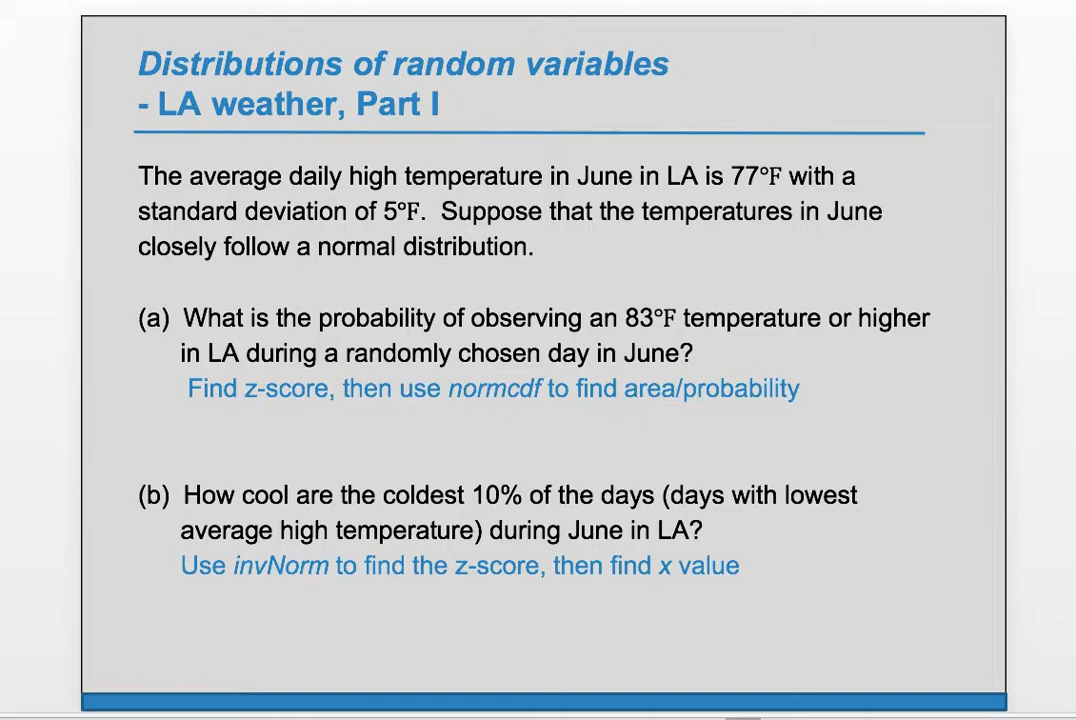 Distributions of random variables
- LA weather, Part I
The average daily high temperature in June in LA is 77°F with a
standard deviation of 5°F. Suppose that the temperatures in June
closely follow a normal distribution.
(a) What is the probability of observing an 83°F temperature or higher
in LA during a randomly chosen day in June?
Find z-score, then use normcdf to find area/probability
(b) How cool are the coldest 10% of the days (days with lowest
average high temperature) during June in LA?
Use invNorm to find the z-score, then find x value